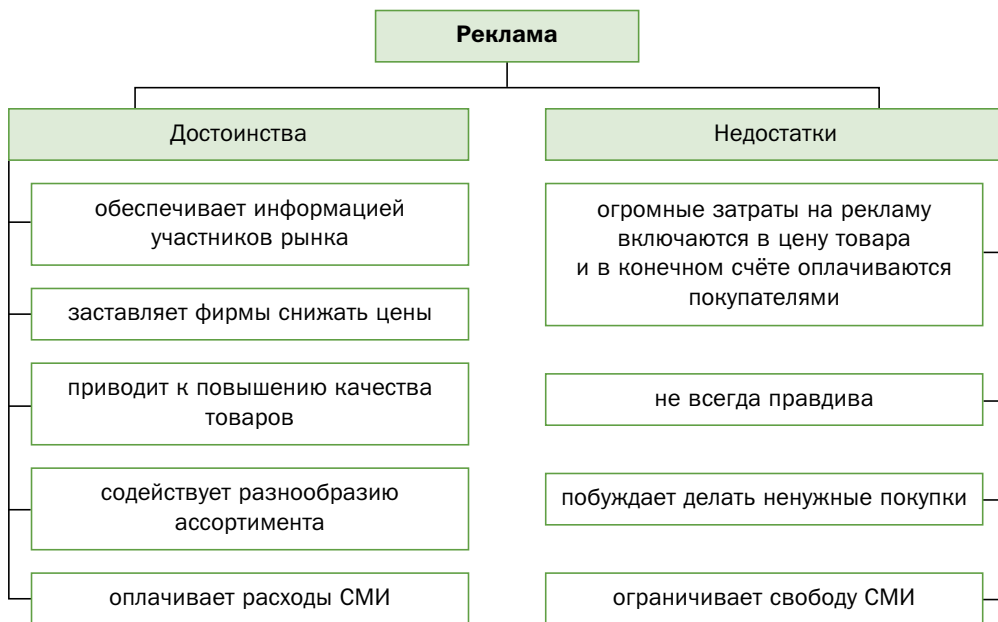 Реклама
Достоинства
обеспечивает информацией
участников рынка
заставляет фирмы снижать цены
приводит к повышению качества
товаров
содействует разнообразию
ассортимента
оплачивает расходы СМИ
Недостатки
огромные затраты на рекламу
включаются в цену товара
и в конечном счёте оплачиваются
покупателями
не всегда правдива
побуждает делать ненужные покупки
ограничивает свободу СМИ